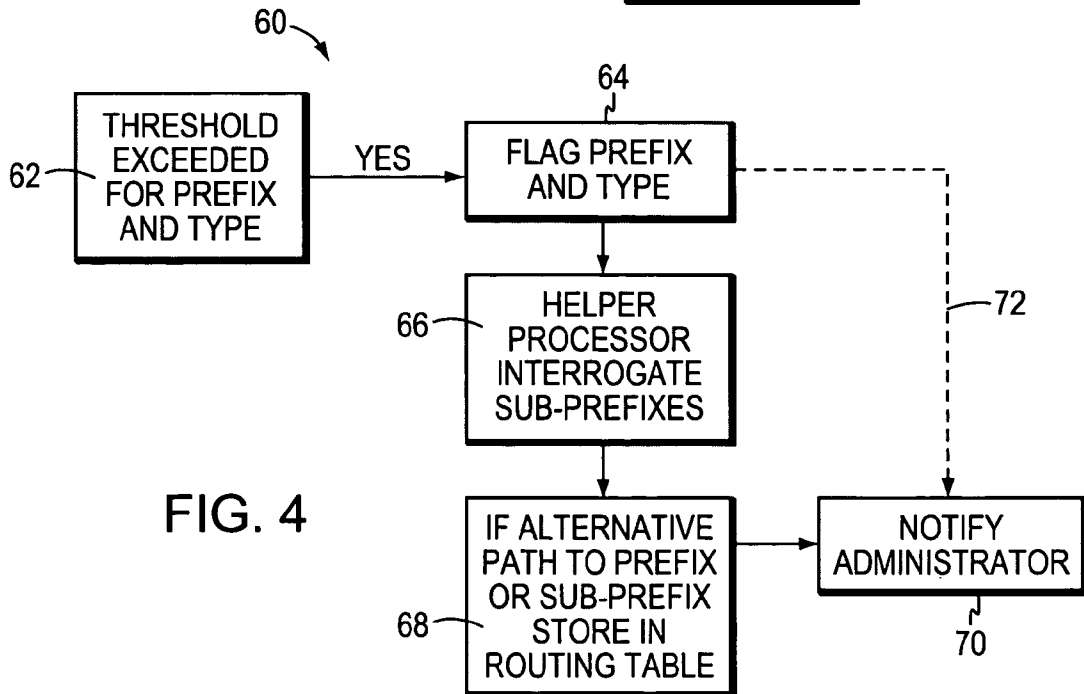 60
62
THRESHOLD
EXCEEDED
FOR PREFIX
AND TYPE
YES
64
FLAG PREFIX
AND TYPE
66
HELPER
PROCESSOR
INTERROGATE
SUB-PREFIXES
72
68
IF ALTERNATIVE
PATH TO PREFIX
OR SUB-PREFIX
STORE IN
ROUTING TABLE
NOTIFY
ADMINISTRATOR
70
FIG. 4